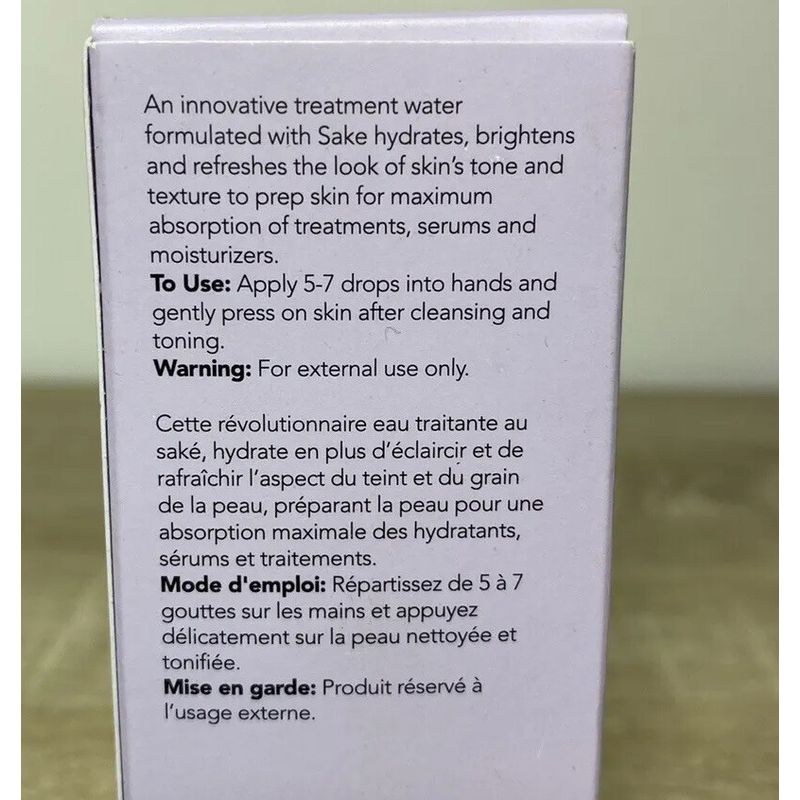 An innovative treatment water
formulated with Sake hydrates, brightens
and refreshes the look of skin's tone and
texture to prep skin for maximum
absorption of treatments, serums and
moisturizers.
To Use: Apply 5-7 drops into hands and
gently press on skin after cleansing and
toning.
Warning: For external use only.
Cette révolutionnaire eau traitante au
saké, hydrate en plus d'éclaircir et de
rafraîchir l'aspect du teint et du grain
de la peau, préparant la peau pour une
absorption maximale des hydratants,
sérums et traitements.
Mode d'emploi: Répartissez de 5 à 7
gouttes sur les mains et appuyez
délicatement sur la peau nettoyée et
tonifiée.
Mise en garde: Produit réservé à
l'usage externe.